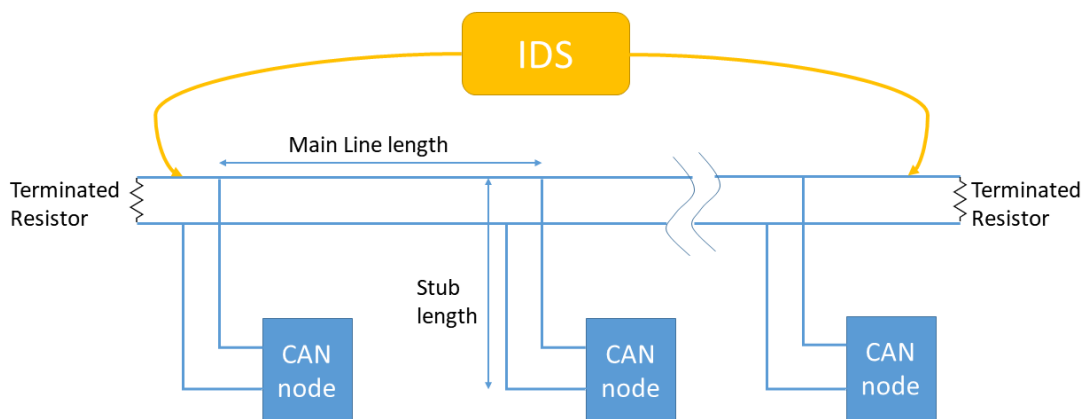 IDS
Main Line length
Terminated
Resistor
Terminated
Resistor
Stub
length
CAN
node
CAN
node
CAN
node